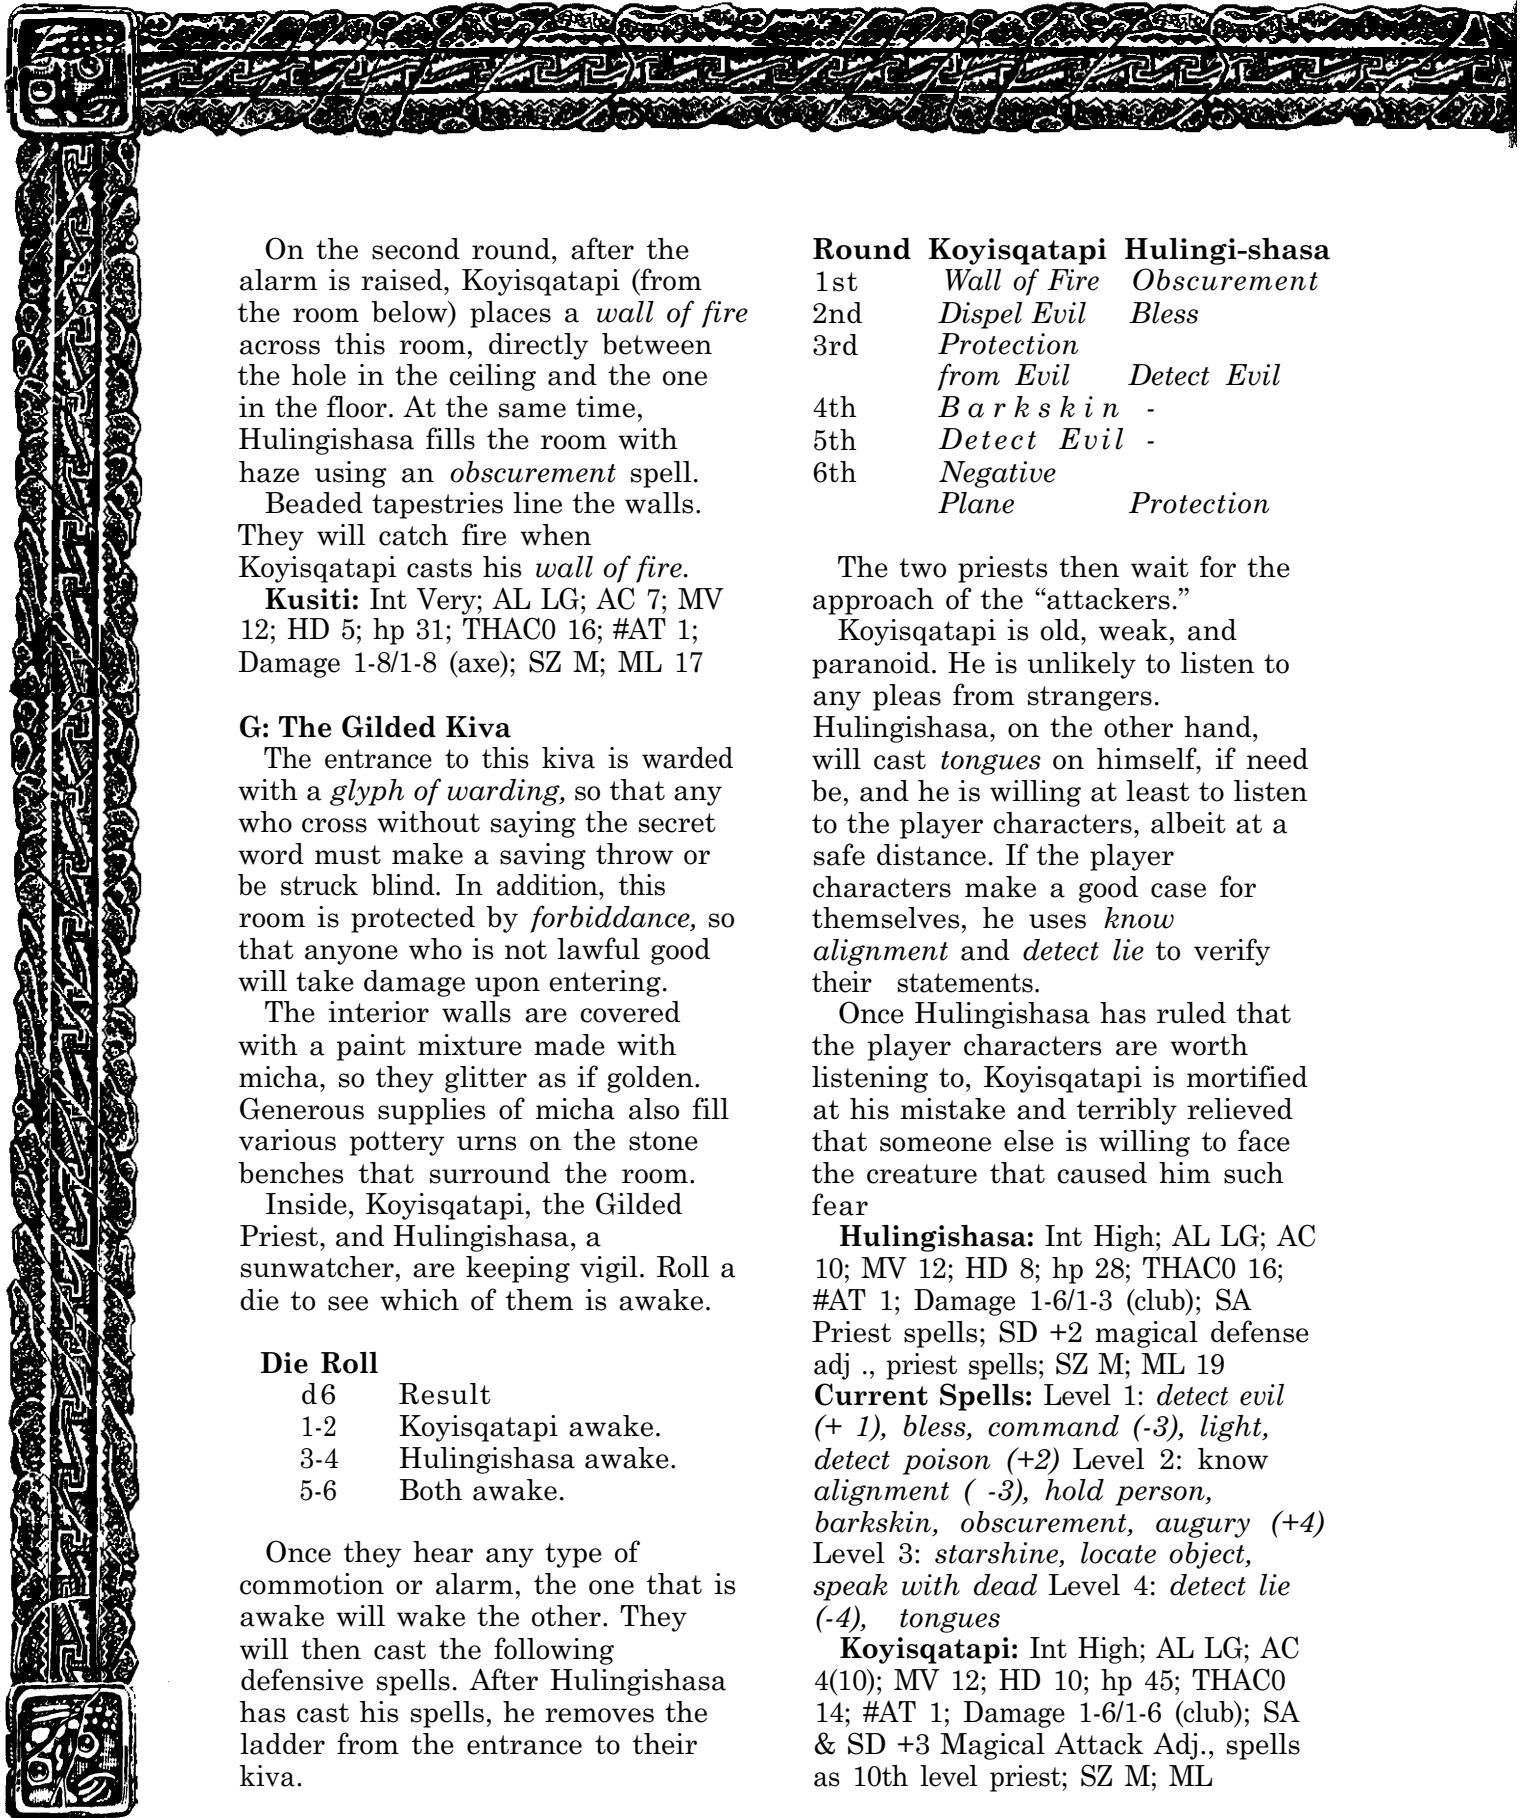 On the second round, after the
alarm is raised, Koyisqatapi (from
the room below) places a wall of fire
across this room, directly between
the hole in the ceiling and the one
in the floor. At the same time,
Hulingishasa fills the room with
haze using an obscurement spell.
Beaded tapestries line the walls.
They will catch fire when
Koyisqatapi casts his wall of fire.
Kusiti: Int Very; AL LG; AC 7; MV
12; HD 5; hp 31; THAC0 16; #AT 1;
Damage 1-8/1-8 (axe); SZ M; ML 17
G: The Gilded Kiva
The entrance to this kiva is warded
with a glyph of warding, so that any
who cross without saying the secret
word must make a saving throw or
be struck blind. In addition, this
room is protected by forbiddance, so
that anyone who is not lawful good
will take damage upon entering.
The interior walls are covered
with a paint mixture made with
micha, so they glitter as if golden.
Generous supplies of micha also fill
various pottery urns on the stone
benches that surround the room.
Inside, Koyisqatapi, the Gilded
Priest, and Hulingishasa, a
sunwatcher, are keeping vigil. Roll a
die to see which of them is awake.
Die Roll
d6 Result
1-2 Koyisqatapi awake.
3-4 Hulingishasa awake.
5-6 Both awake.
Once they hear any type of
commotion or alarm, the one that is
awake will wake the other. They
will then cast the following
defensive spells. After Hulingishasa
has cast his spells, he removes the
ladder from the entrance to their
kiva.
Round Koyisqatapi Hulingi-shasa
1st Wall of Fire Obscurement
2nd Dispel Evil Bless
3rd Protection
from Evil Detect Evil
4th Barkskin -
5th Detect Evil -
6th Negative
Plane Protection
The two priests then wait for the
approach of the “attackers.”
Koyisqatapi is old, weak, and
paranoid. He is unlikely to listen to
any pleas from strangers.
Hulingishasa, on the other hand,
will cast tongues on himself, if need
be, and he is willing at least to listen
to the player characters, albeit at a
safe distance. If the player
characters make a good case for
themselves, he uses know
alignment and detect lie to verify
their statements.
Once Hulingishasa has ruled that
the player characters are worth
listening to, Koyisqatapi is mortified
at his mistake and terribly relieved
that someone else is willing to face
the creature that caused him such
fear
Hulingishasa: Int High; AL LG; AC
10; MV 12; HD 8; hp 28; THAC0 16;
#AT 1; Damage 1-6/1-3 (club); SA
Priest spells; SD +2 magical defense
adj ., priest spells; SZ M; ML 19
Current Spells: Level 1: detect evil
(+ 1), bless, command (-3), light,
detect poison (+2) Level 2: know
alignment ( -3), hold person,
barkskin, obscurement, augury (+4)
Level 3: starshine, locate object,
speak with dead Level 4: detect lie
(-4), tongues
Koyisqatapi: Int High; AL LG; AC
4(10); MV 12; HD 10; hp 45; THAC0
14; #AT 1; Damage 1-6/1-6 (club); SA
& SD +3 Magical Attack Adj., spells
as 10th level priest; SZ M; ML